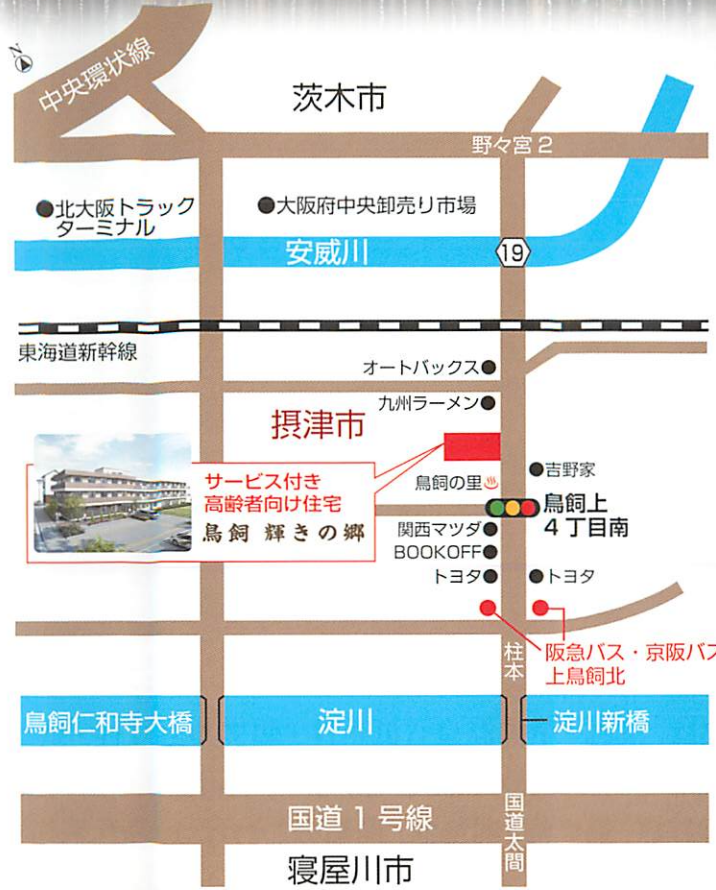 N
中央環状線
茨木市
野々宮 2
●北大阪トラック
ターミナル
●大阪府中央卸売り市場
安威川
19
東海道新幹線
オートバックス●
九州ラーメン●
摂津市
サービス付き
高齢者向け住宅
鳥飼 輝きの郷
鳥飼の里♨
●吉野家
鳥飼上
4 丁目南
関西マツダ●
BOOKOFF●
トヨタ●
●トヨタ
柱本
阪急バス・京阪バス
上鳥飼北
鳥飼仁和寺大橋
淀川
淀川新橋
国道 1 号線
国道太間
寝屋川市